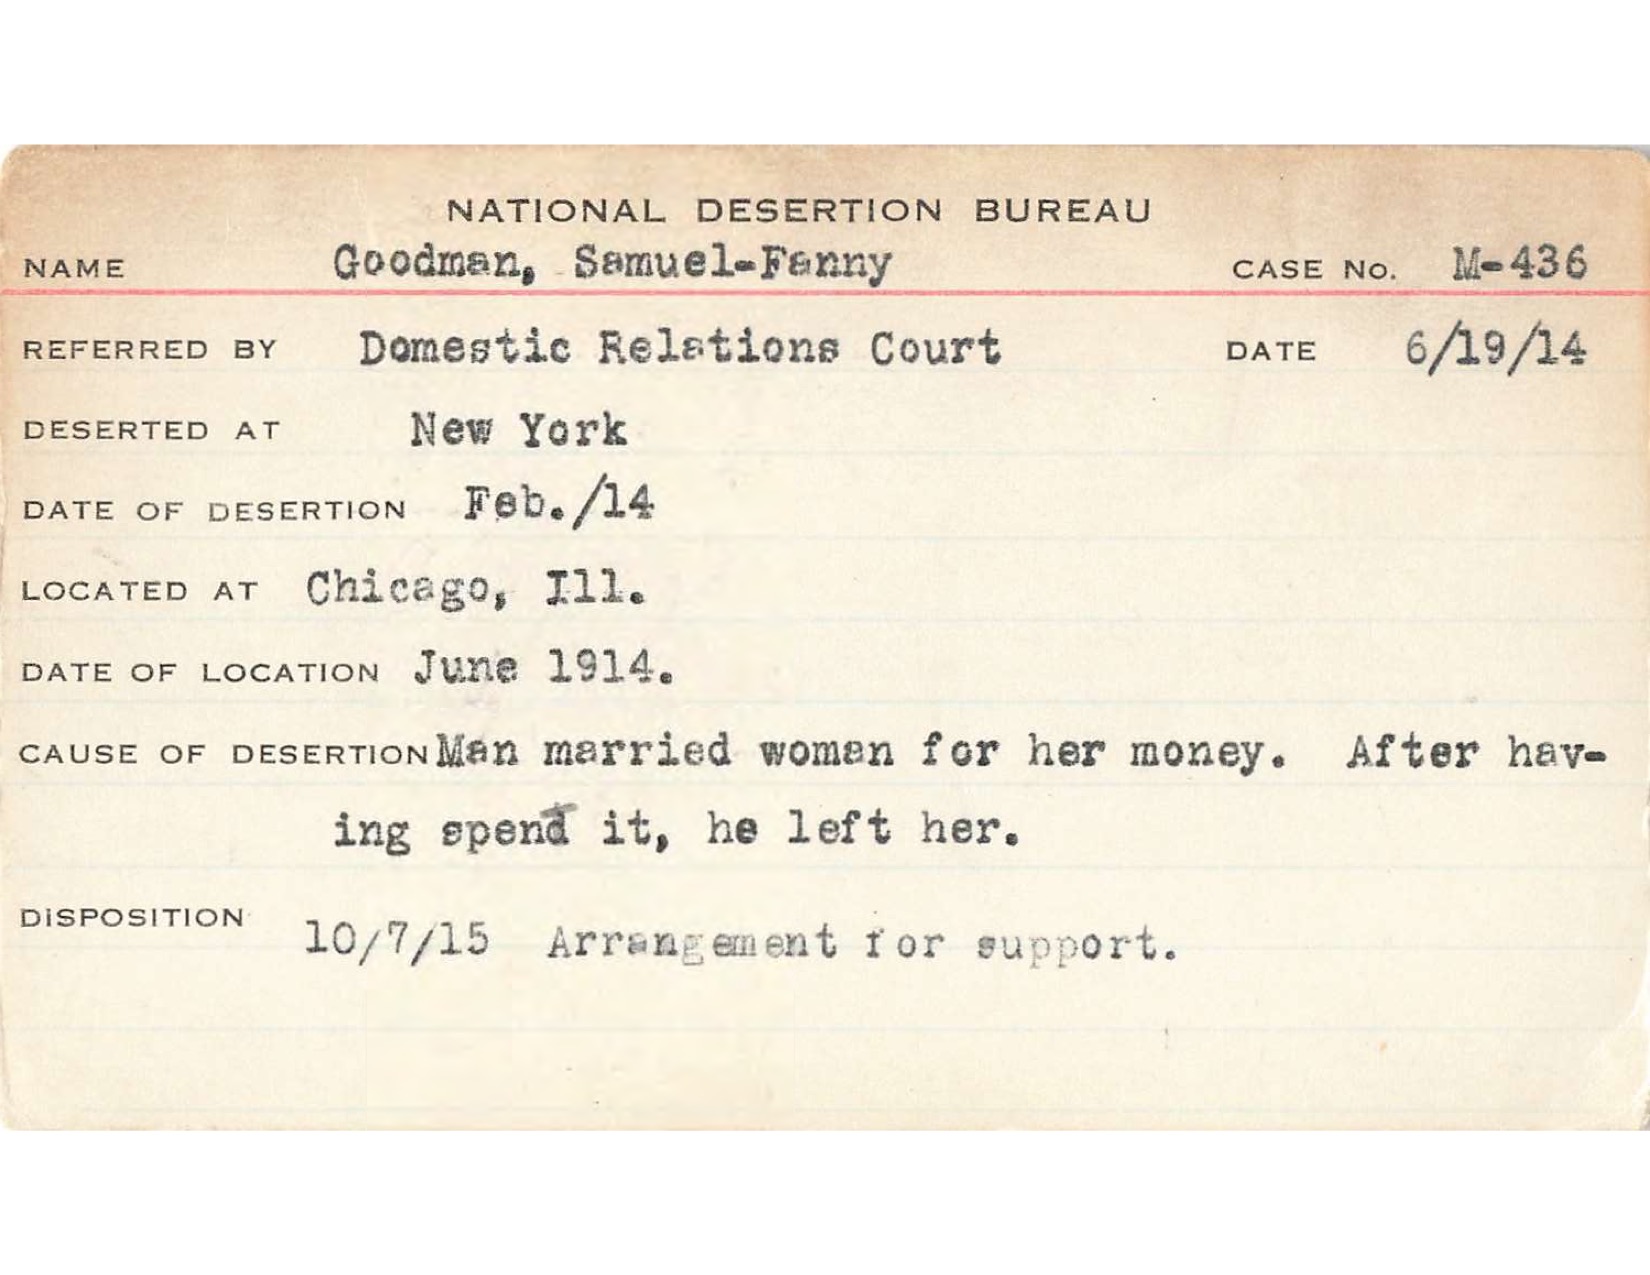 NATIONAL DESERTION BUREAU
NAME Goodman, Samuel-Fanny CASE No. M-436
REFERRED BY Domestic Relations Court DATE 6/19/14
DESERTED AT New York
DATE OF DESERTION Feb./14
LOCATED AT Chicago, Ill.
DATE OF LOCATION June 1914.
CAUSE OF DESERTION Man married woman for her money. After hav-
ing spend it, he left her.
DISPOSITION 10/7/15 Arrangement for support.